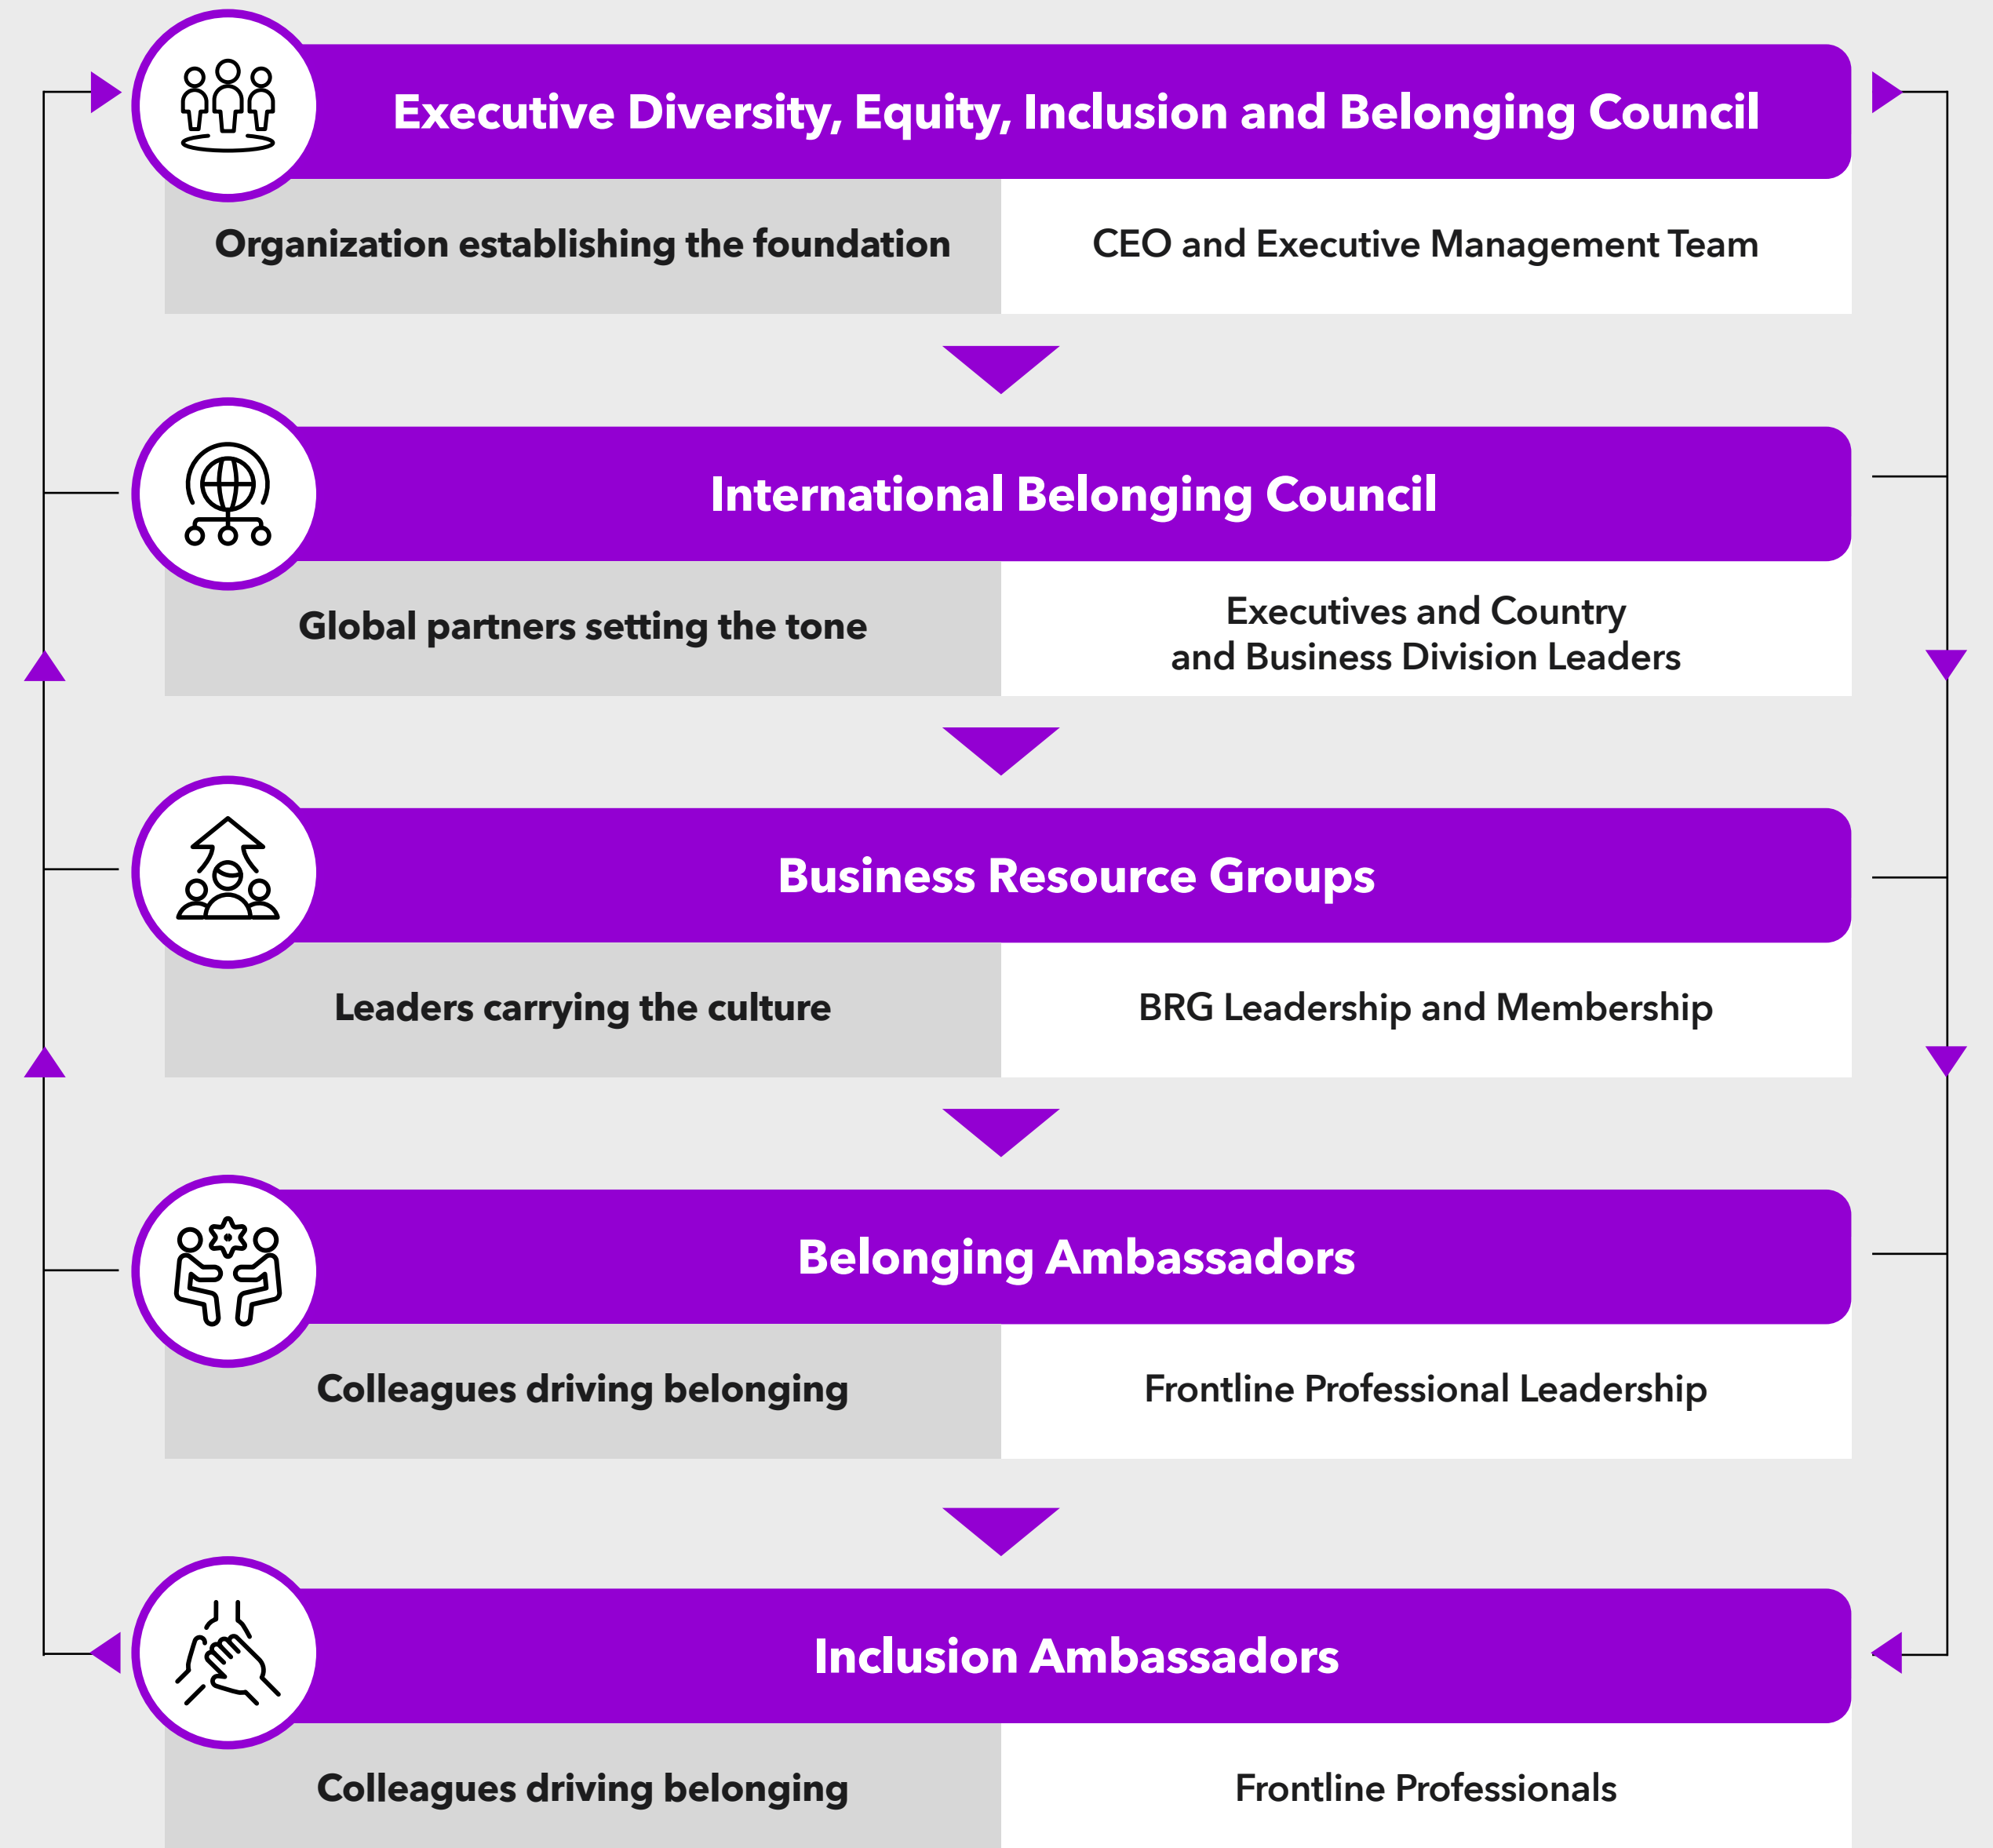 Executive Diversity, Equity, Inclusion and Belonging Council
Organization establishing the foundation
CEO and Executive Management Team
International Belonging Council
Global partners setting the tone
Executives and Country
and Business Division Leaders
Business Resource Groups
Leaders carrying the culture
BRG Leadership and Membership
Belonging Ambassadors
Colleagues driving belonging
Frontline Professional Leadership
Inclusion Ambassadors
Colleagues driving belonging
Frontline Professionals